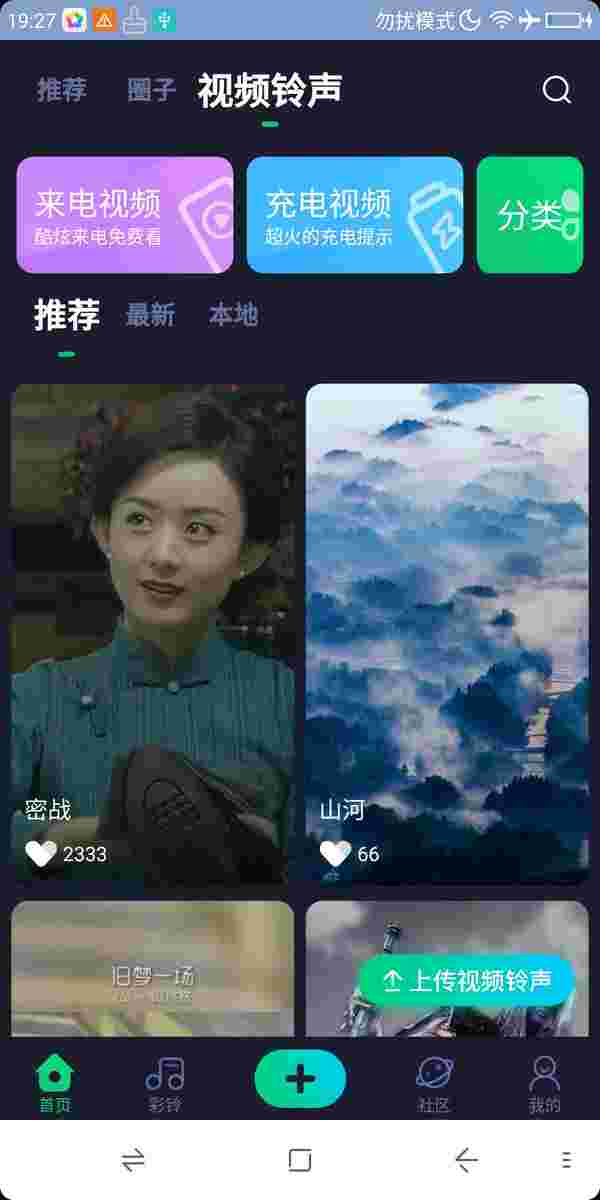 19:27 勿扰模式
推荐 圈子 视频铃声
来电视频 充电视频 分类
酷炫来电免费看 超火的充电提示
推荐 最新 本地
密战 山河
2333 66
旧梦一场
上传视频铃声
首页 彩铃 社区 我的